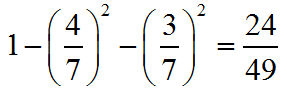 1 − (4/7)² − (3/7)² = 24/49